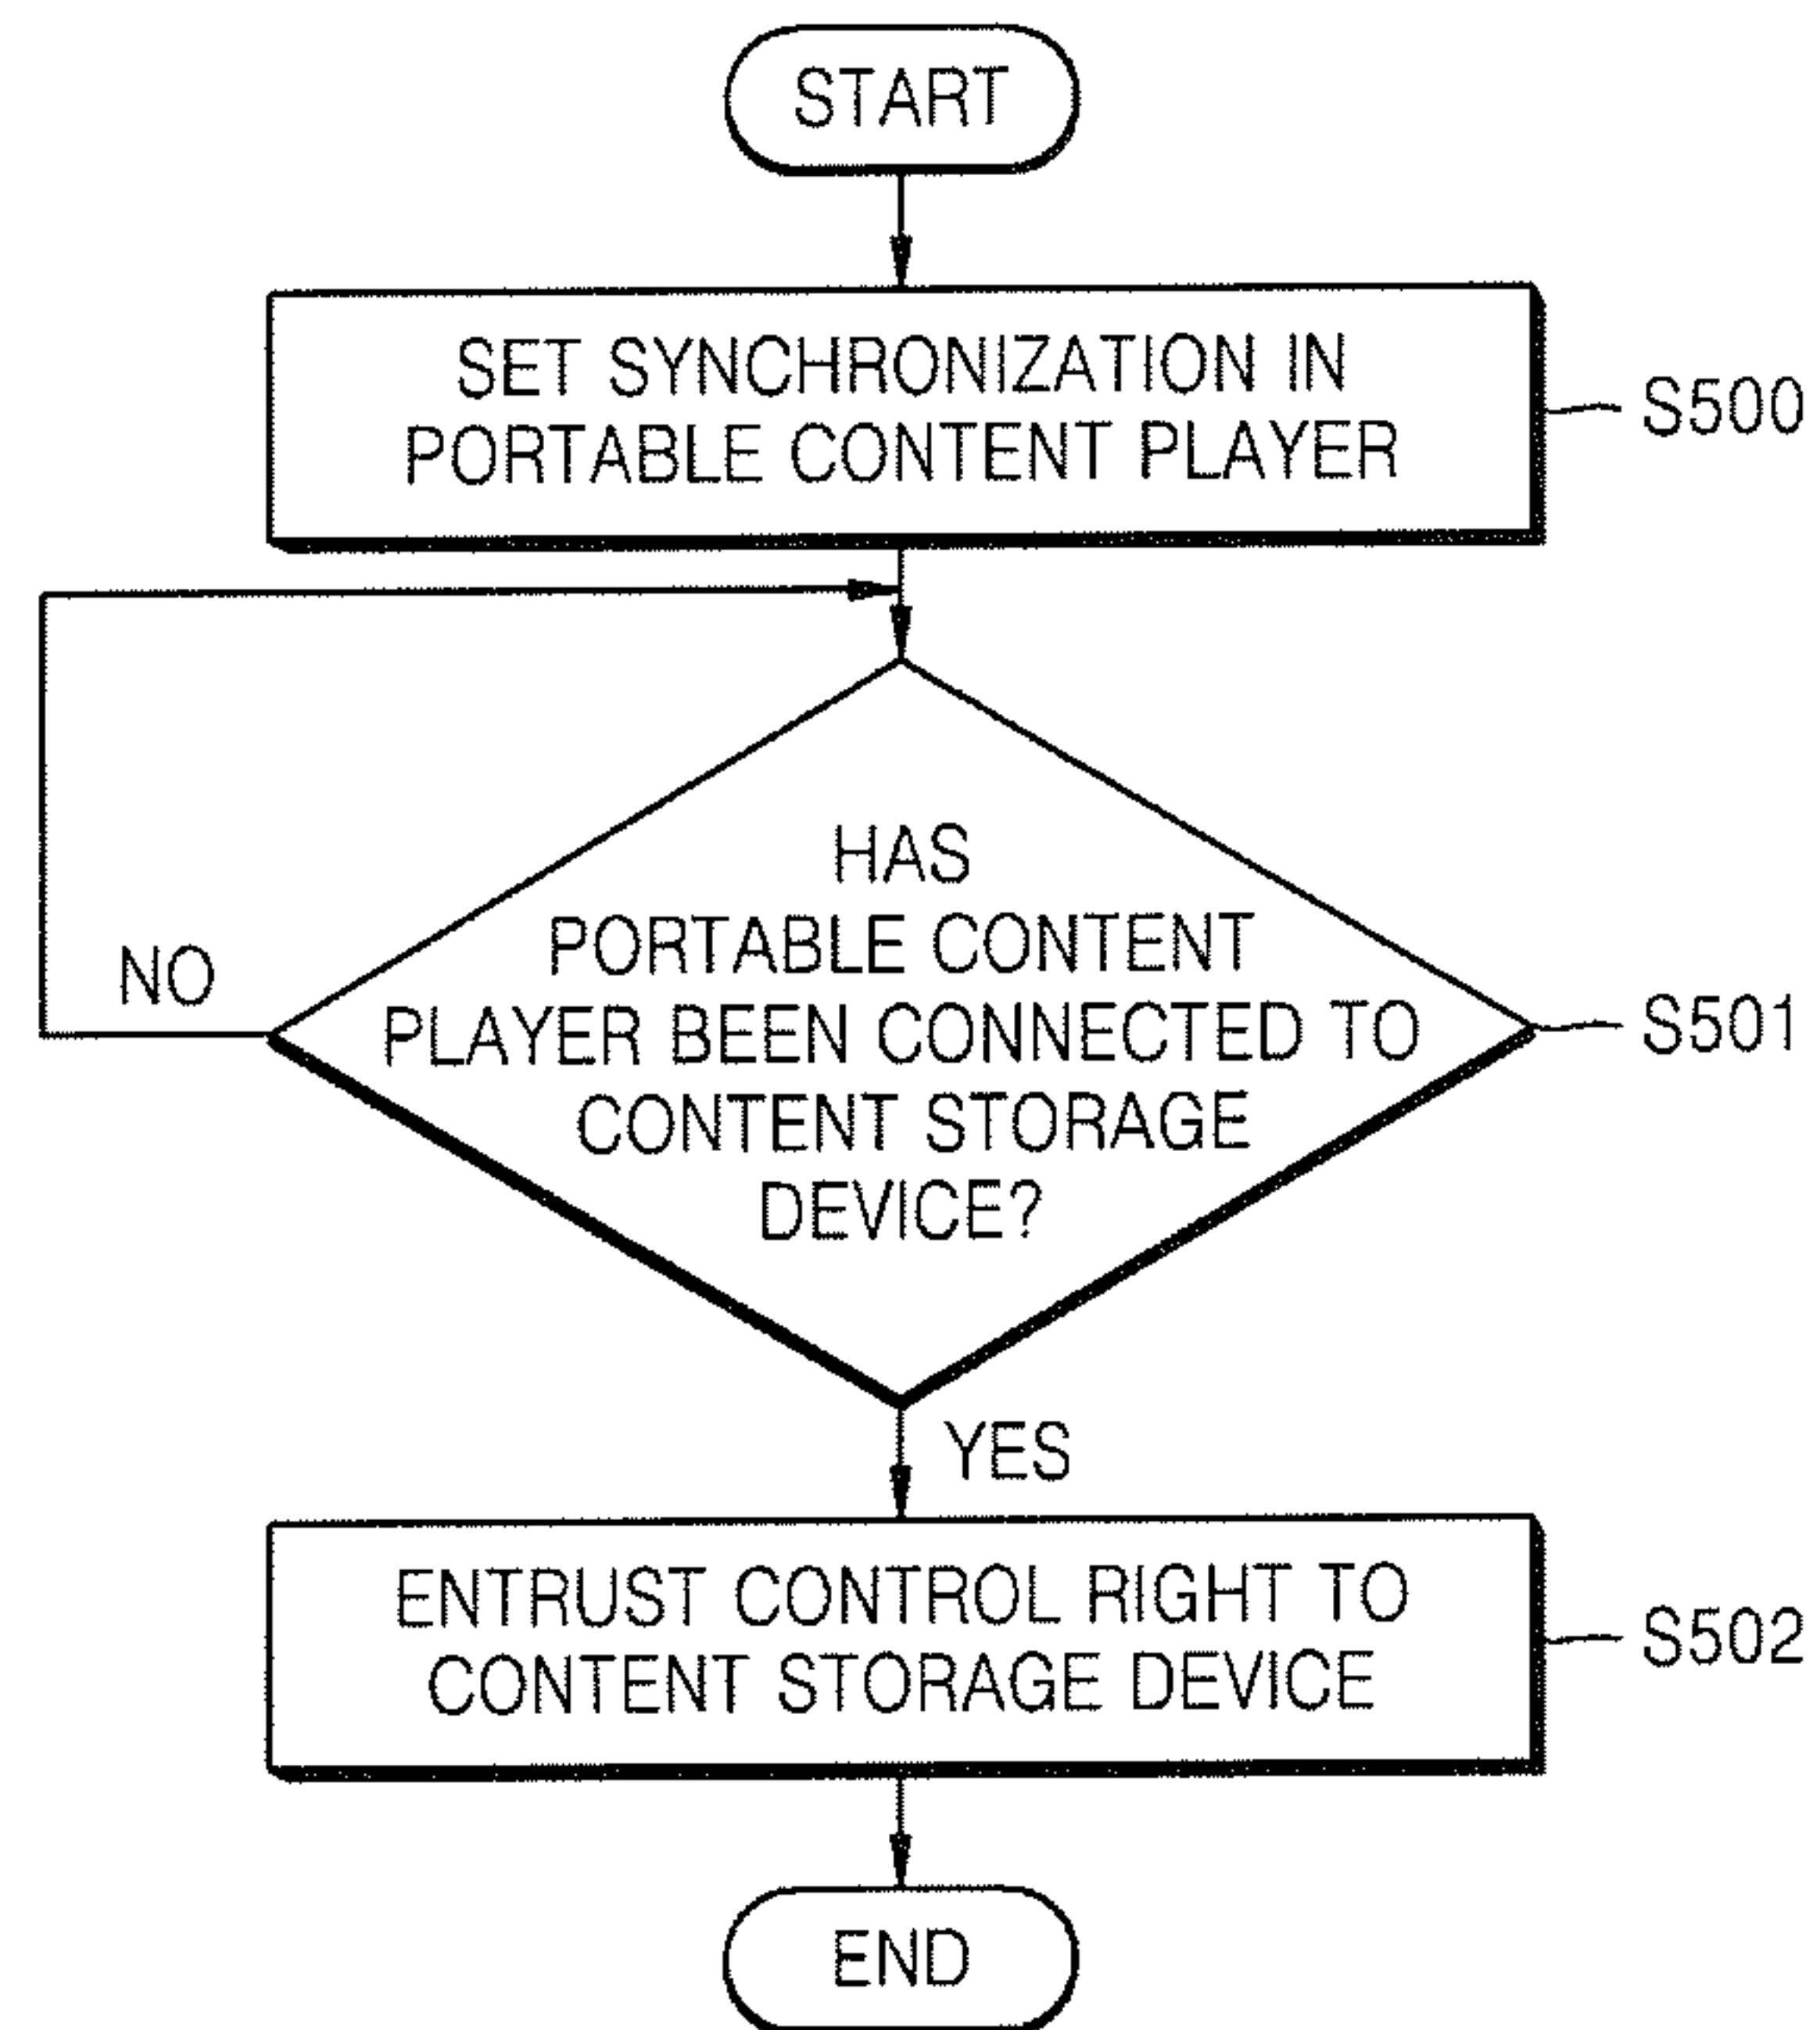 START
SET SYNCHRONIZATION IN
PORTABLE CONTENT PLAYER
S500
HAS
PORTABLE CONTENT
PLAYER BEEN CONNECTED TO
CONTENT STORAGE
DEVICE?
S501
NO
YES
ENTRUST CONTROL RIGHT TO
CONTENT STORAGE DEVICE
S502
END